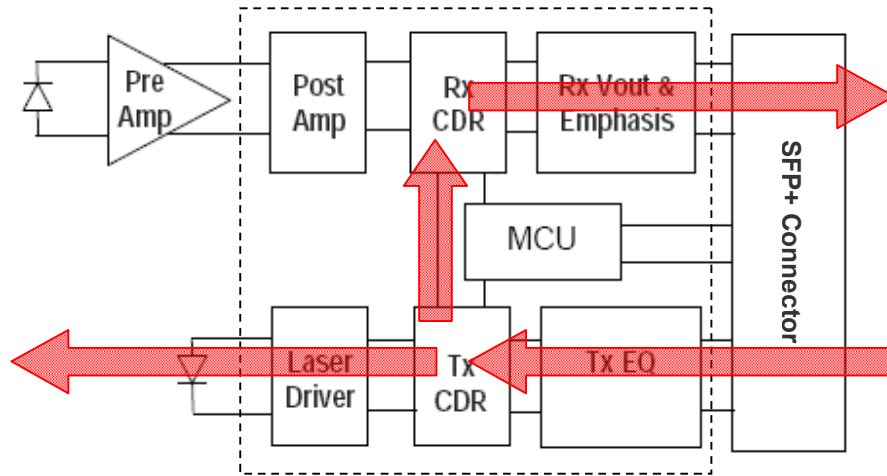 Pre
Amp
Post
Amp
Rx
CDR
Rx Vout &
Emphasis
SFP+ Connector
MCU
Laser
Driver
Tx
CDR
Tx EQ